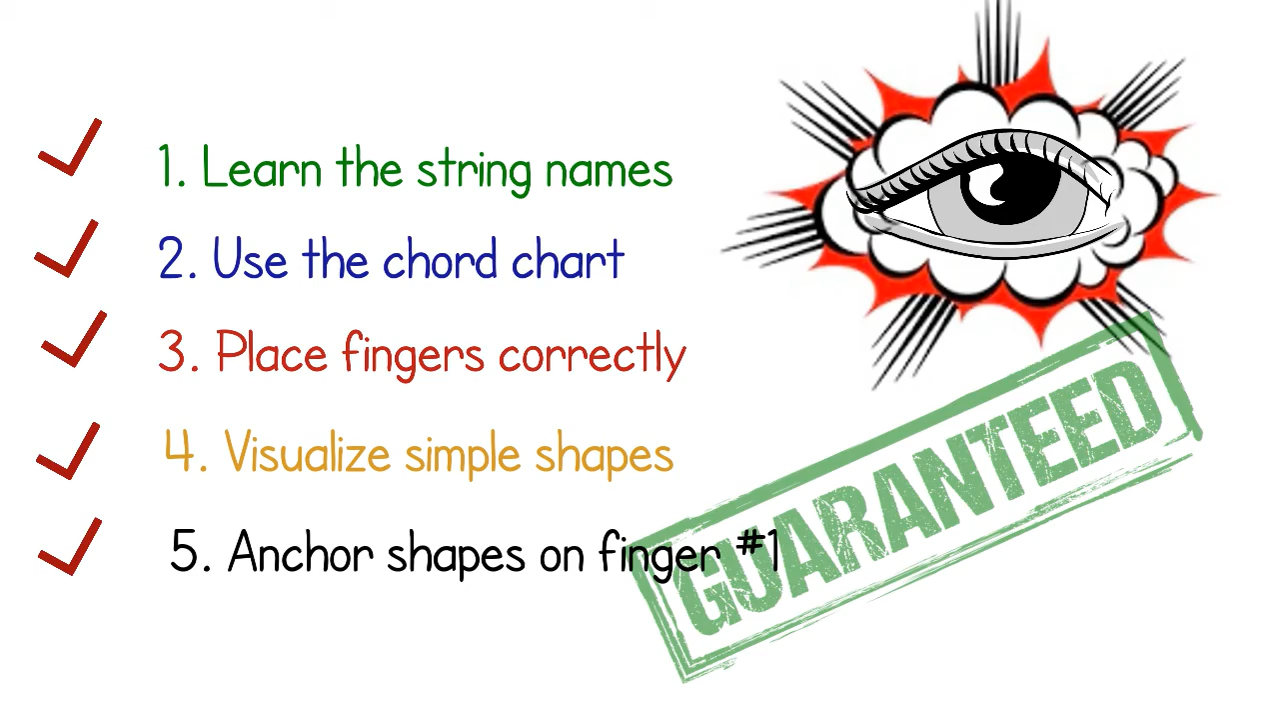 1. Learn the string names
2. Use the chord chart
3. Place fingers correctly
4. Visualize simple shapes
5. Anchor shapes on finger #1
GUARANTEED